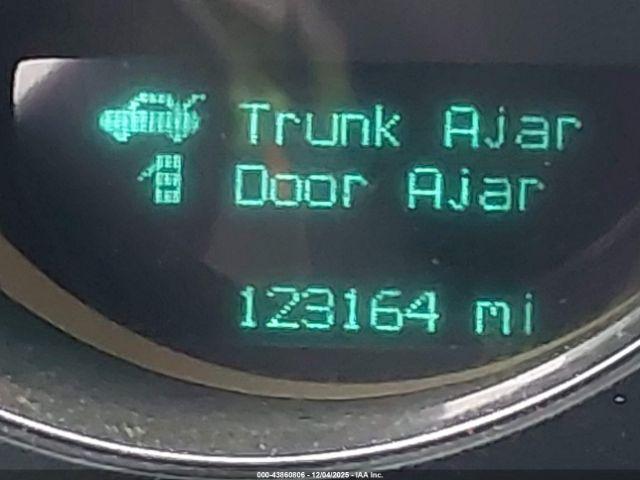 Trunk Ajar
Door Ajar
123164 mi
000-43860806 - 12/04/2025 - IAA Inc.